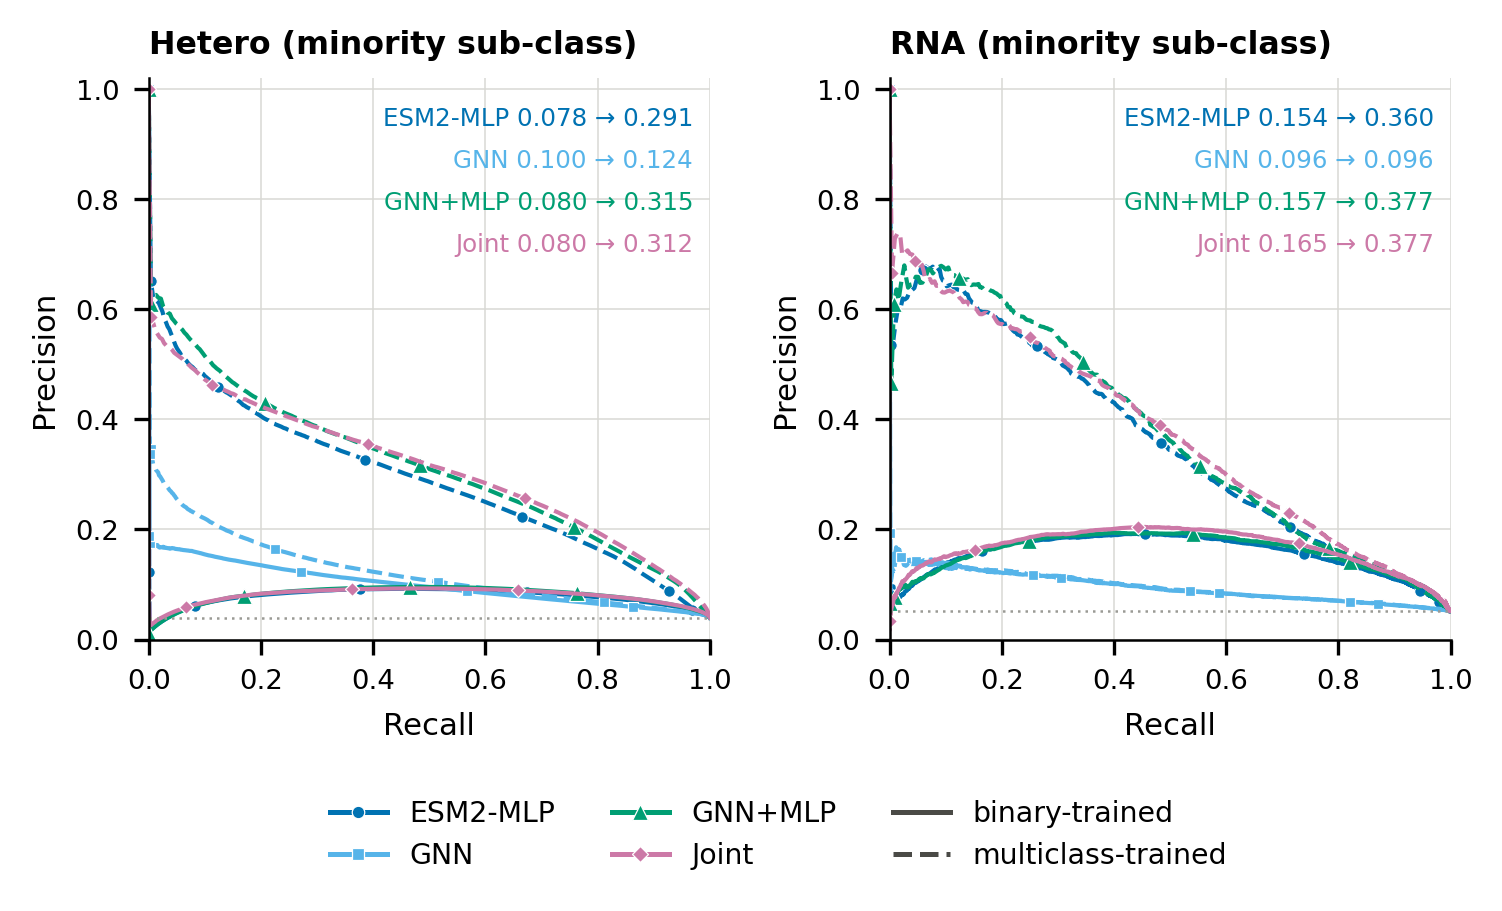 Hetero (minority sub-class)
1.0
0.8
0.6
0.4
0.2
0.0
Precision
ESM2-MLP 0.078 → 0.291
GNN 0.100 → 0.124
GNN+MLP 0.080 → 0.315
Joint 0.080 → 0.312
0.0 0.2 0.4 0.6 0.8 1.0
Recall
RNA (minority sub-class)
1.0
0.8
0.6
0.4
0.2
0.0
Precision
ESM2-MLP 0.154 → 0.360
GNN 0.096 → 0.096
GNN+MLP 0.157 → 0.377
Joint 0.165 → 0.377
0.0 0.2 0.4 0.6 0.8 1.0
Recall
ESM2-MLP GNN+MLP binary-trained
GNN Joint multiclass-trained